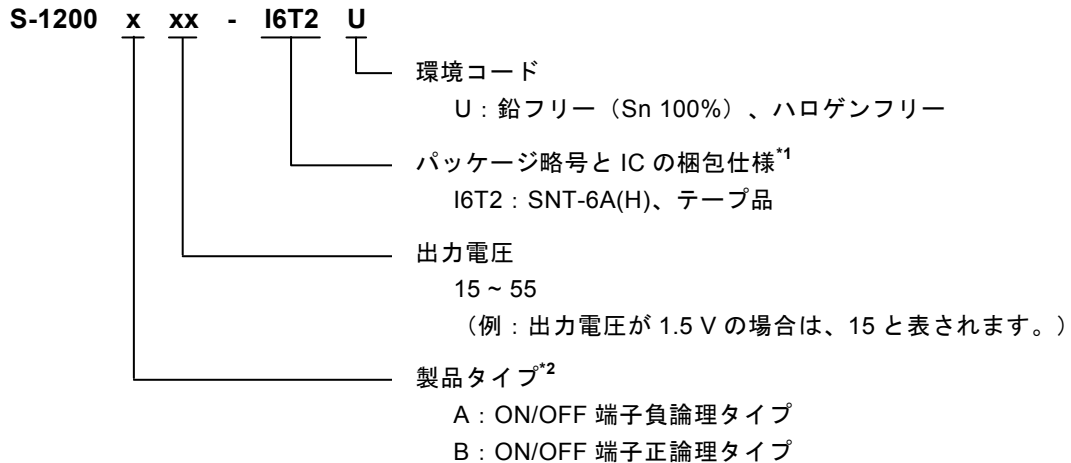 S-1200 x xx - I6T2 U
環境コード
U：鉛フリー（Sn 100%）、ハロゲンフリー
パッケージ略号と IC の梱包仕様*1
I6T2：SNT-6A(H)、テープ品
出力電圧
15 ~ 55
（例：出力電圧が 1.5 V の場合は、15 と表されます。）
製品タイプ*2
A：ON/OFF 端子負論理タイプ
B：ON/OFF 端子正論理タイプ